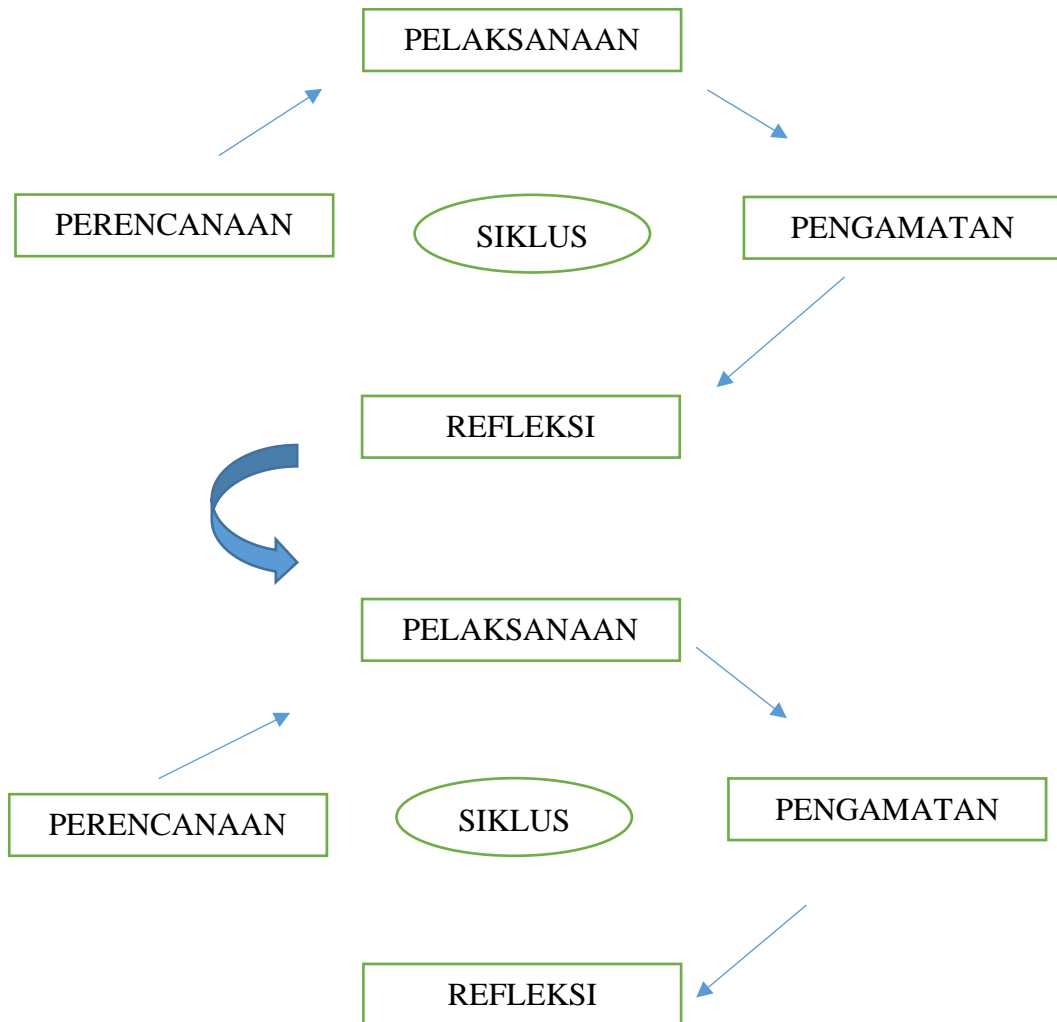 PELAKSANAAN
PERENCANAAN
SIKLUS
PENGAMATAN
REFLEKSI
PELAKSANAAN
PERENCANAAN
SIKLUS
PENGAMATAN
REFLEKSI